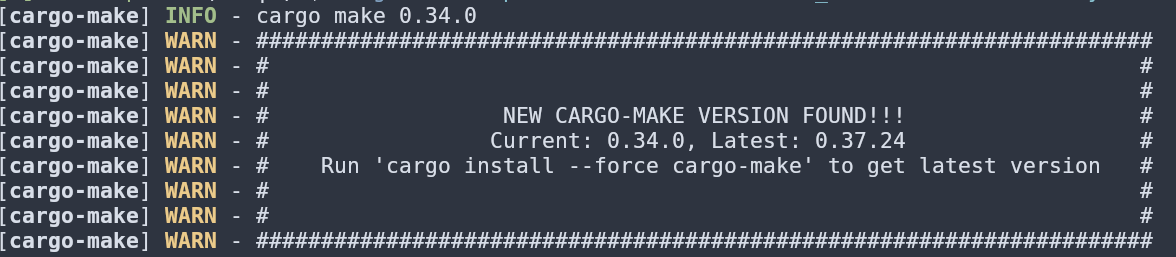 [cargo-make] INFO - cargo make 0.34.0
[cargo-make] WARN - #####################################################################
[cargo-make] WARN - #                                                                   #
[cargo-make] WARN - #                                                                   #
[cargo-make] WARN - #                  NEW CARGO-MAKE VERSION FOUND!!!                  #
[cargo-make] WARN - #                 Current: 0.34.0, Latest: 0.37.24                  #
[cargo-make] WARN - #    Run 'cargo install --force cargo-make' to get latest version   #
[cargo-make] WARN - #                                                                   #
[cargo-make] WARN - #                                                                   #
[cargo-make] WARN - #####################################################################